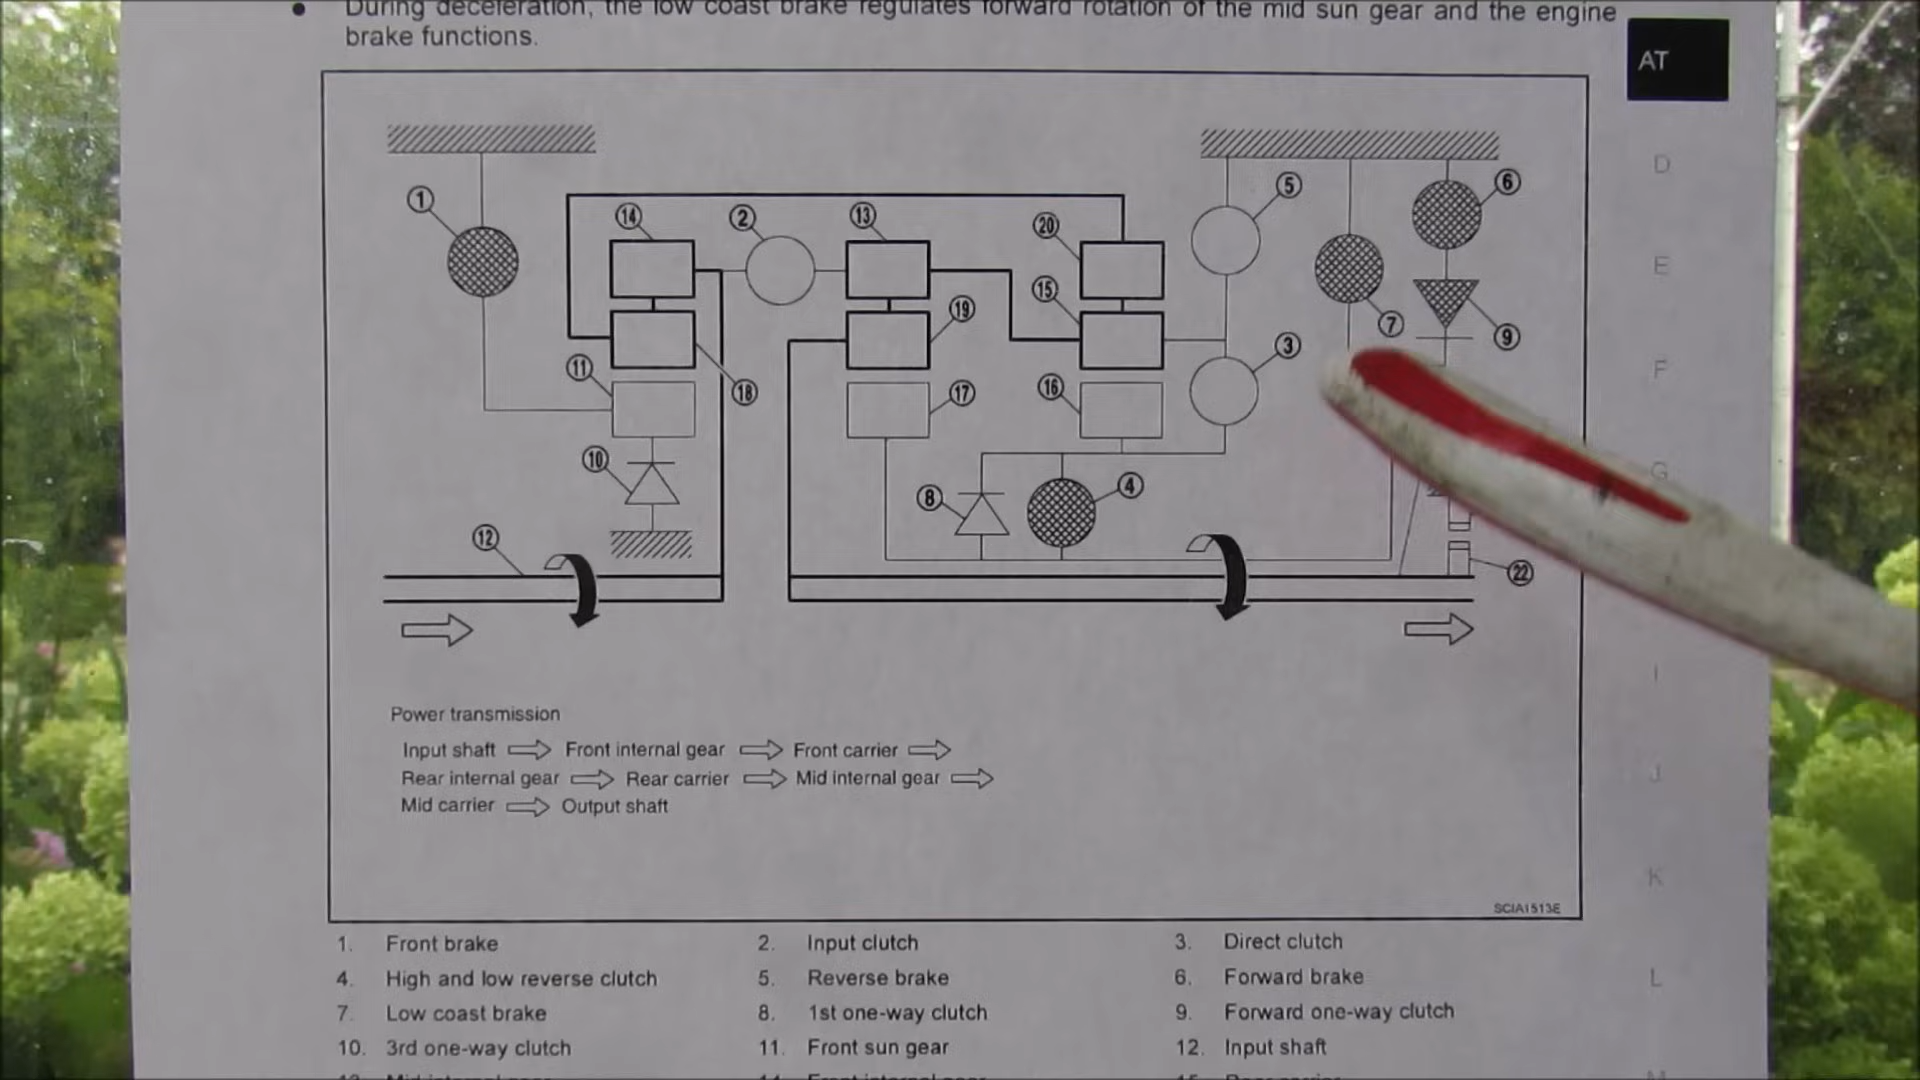 During deceleration, the low coast brake regulates forward rotation of the mid sun gear and the engine
brake functions.
AT
D
E
F
G
I
J
K
L
M
1
14
2
13
20
5
6
15
19
7
9
3
11
18
17
16
10
8
4
12
22
Power transmission
Input shaft ⇨ Front internal gear ⇨ Front carrier ⇨
Rear internal gear ⇨ Rear carrier ⇨ Mid internal gear ⇨
Mid carrier ⇨ Output shaft
SCIA1513E
1. Front brake 2. Input clutch 3. Direct clutch
4. High and low reverse clutch 5. Reverse brake 6. Forward brake
7. Low coast brake 8. 1st one-way clutch 9. Forward one-way clutch
10. 3rd one-way clutch 11. Front sun gear 12. Input shaft